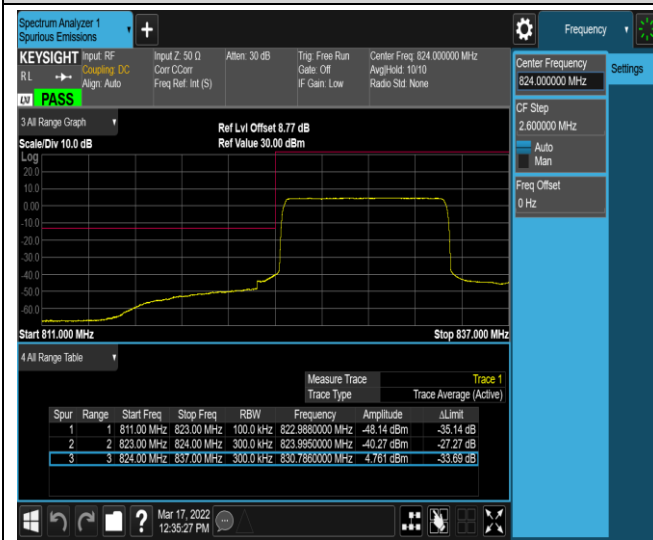 Spectrum Analyzer 1
Spurious Emissions
+
Frequency
KEYSIGHT
R L
LXI
PASS
Input: RF
Coupling: DC
Align: Auto
Input Z: 50 Ω
Corr CCorr
Freq Ref: Int (S)
Atten: 30 dB
Trig: Free Run
Gate: Off
IF Gain: Low
Center Freq: 824.000000 MHz
Avg|Hold: 10/10
Radio Std: None
Center Frequency
824.000000 MHz
Settings
CF Step
2.600000 MHz
Auto
Man
Freq Offset
0 Hz
3 All Range Graph
Scale/Div 10.0 dB
Ref Lvl Offset 8.77 dB
Ref Value 30.00 dBm
Log
20.0
10.0
0.00
-10.0
-20.0
-30.0
-40.0
-50.0
-60.0
Start 811.000 MHz
Stop 837.000 MHz
4 All Range Table
Measure Trace Trace 1
Trace Type Trace Average (Active)
Spur Range Start Freq Stop Freq RBW Frequency Amplitude ΔLimit
1 1 811.00 MHz 823.00 MHz 100.0 kHz 822.9880000 MHz -48.14 dBm -35.14 dB
2 2 823.00 MHz 824.00 MHz 300.0 kHz 823.9950000 MHz -40.27 dBm -27.27 dB
3 3 824.00 MHz 837.00 MHz 300.0 kHz 830.7860000 MHz 4.761 dBm -33.69 dB
?
Mar 17, 2022
12:35:27 PM